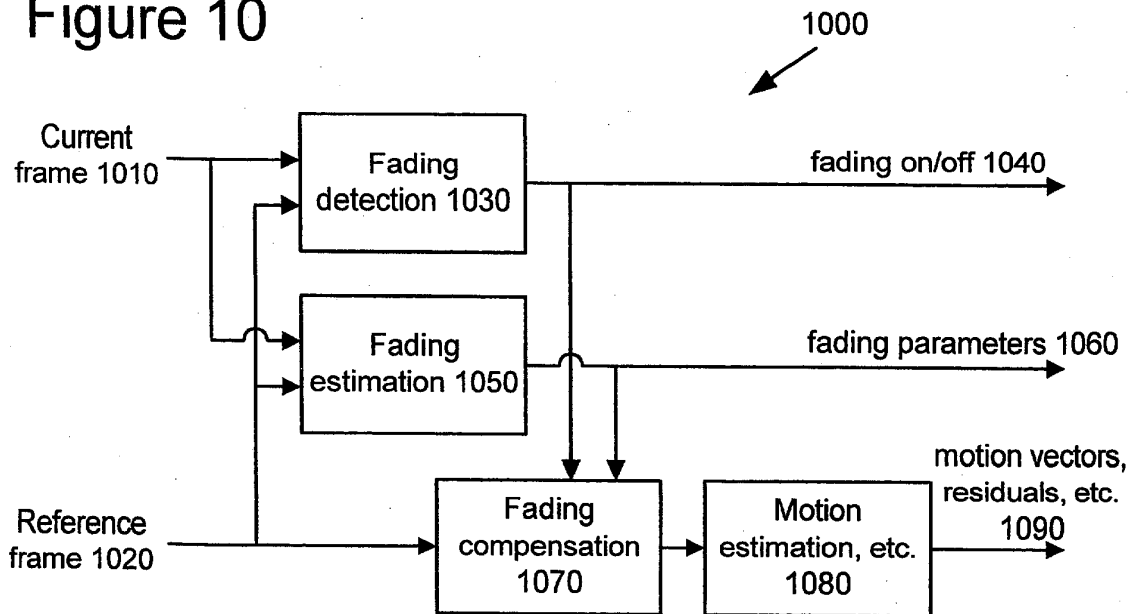 Figure 10
1000
Current
frame 1010
Fading
detection 1030
fading on/off 1040
Fading
estimation 1050
fading parameters 1060
Reference
frame 1020
Fading
compensation
1070
Motion
estimation, etc.
1080
motion vectors,
residuals, etc.
1090